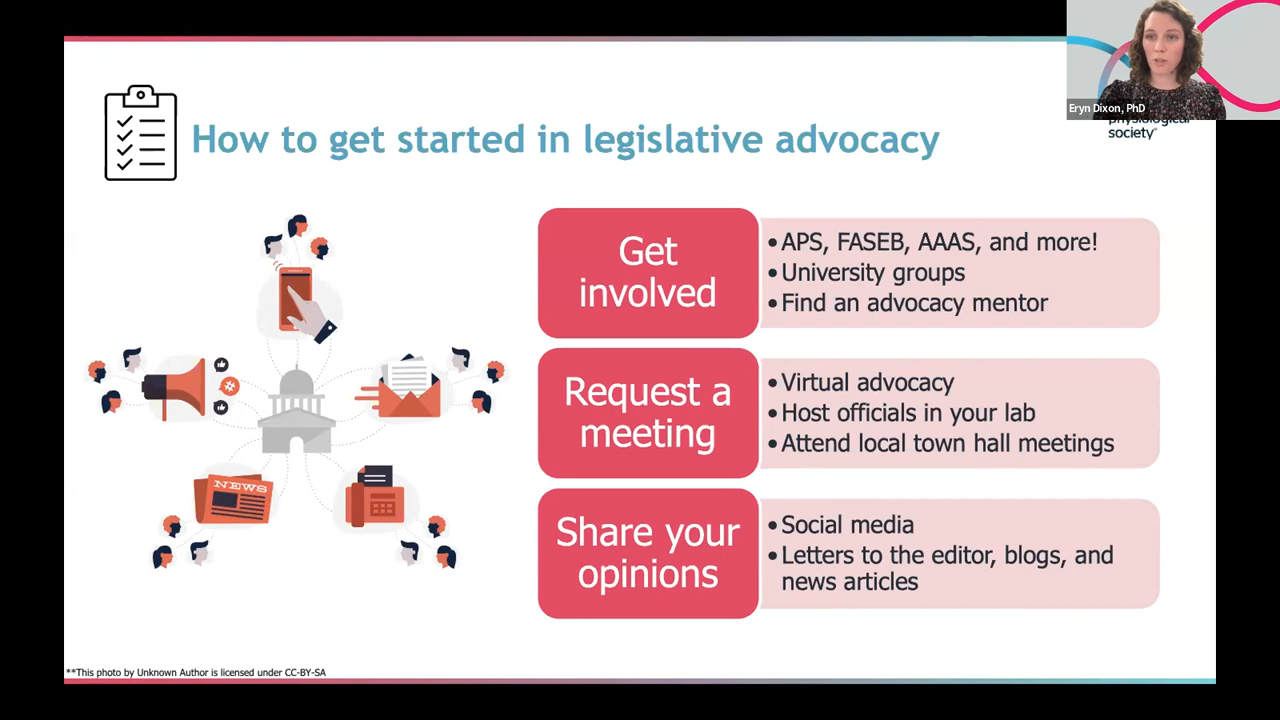 Eryn Dixon, PhD
physiological
society
How to get started in legislative advocacy
Get
involved
• APS, FASEB, AAAS, and more!
• University groups
• Find an advocacy mentor
Request a
meeting
• Virtual advocacy
• Host officials in your lab
• Attend local town hall meetings
Share your
opinions
• Social media
• Letters to the editor, blogs, and
news articles
#
NEWS
**This photo by Unknown Author is licensed under CC-BY-SA